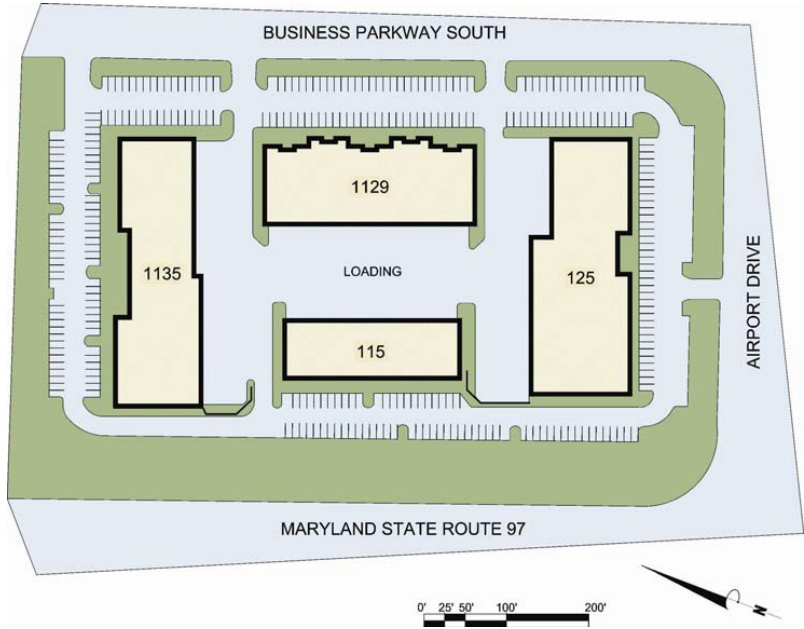 BUSINESS PARKWAY SOUTH
1129
1135
LOADING
125
AIRPORT DRIVE
115
MARYLAND STATE ROUTE 97
N
0' 25' 50' 100' 200'